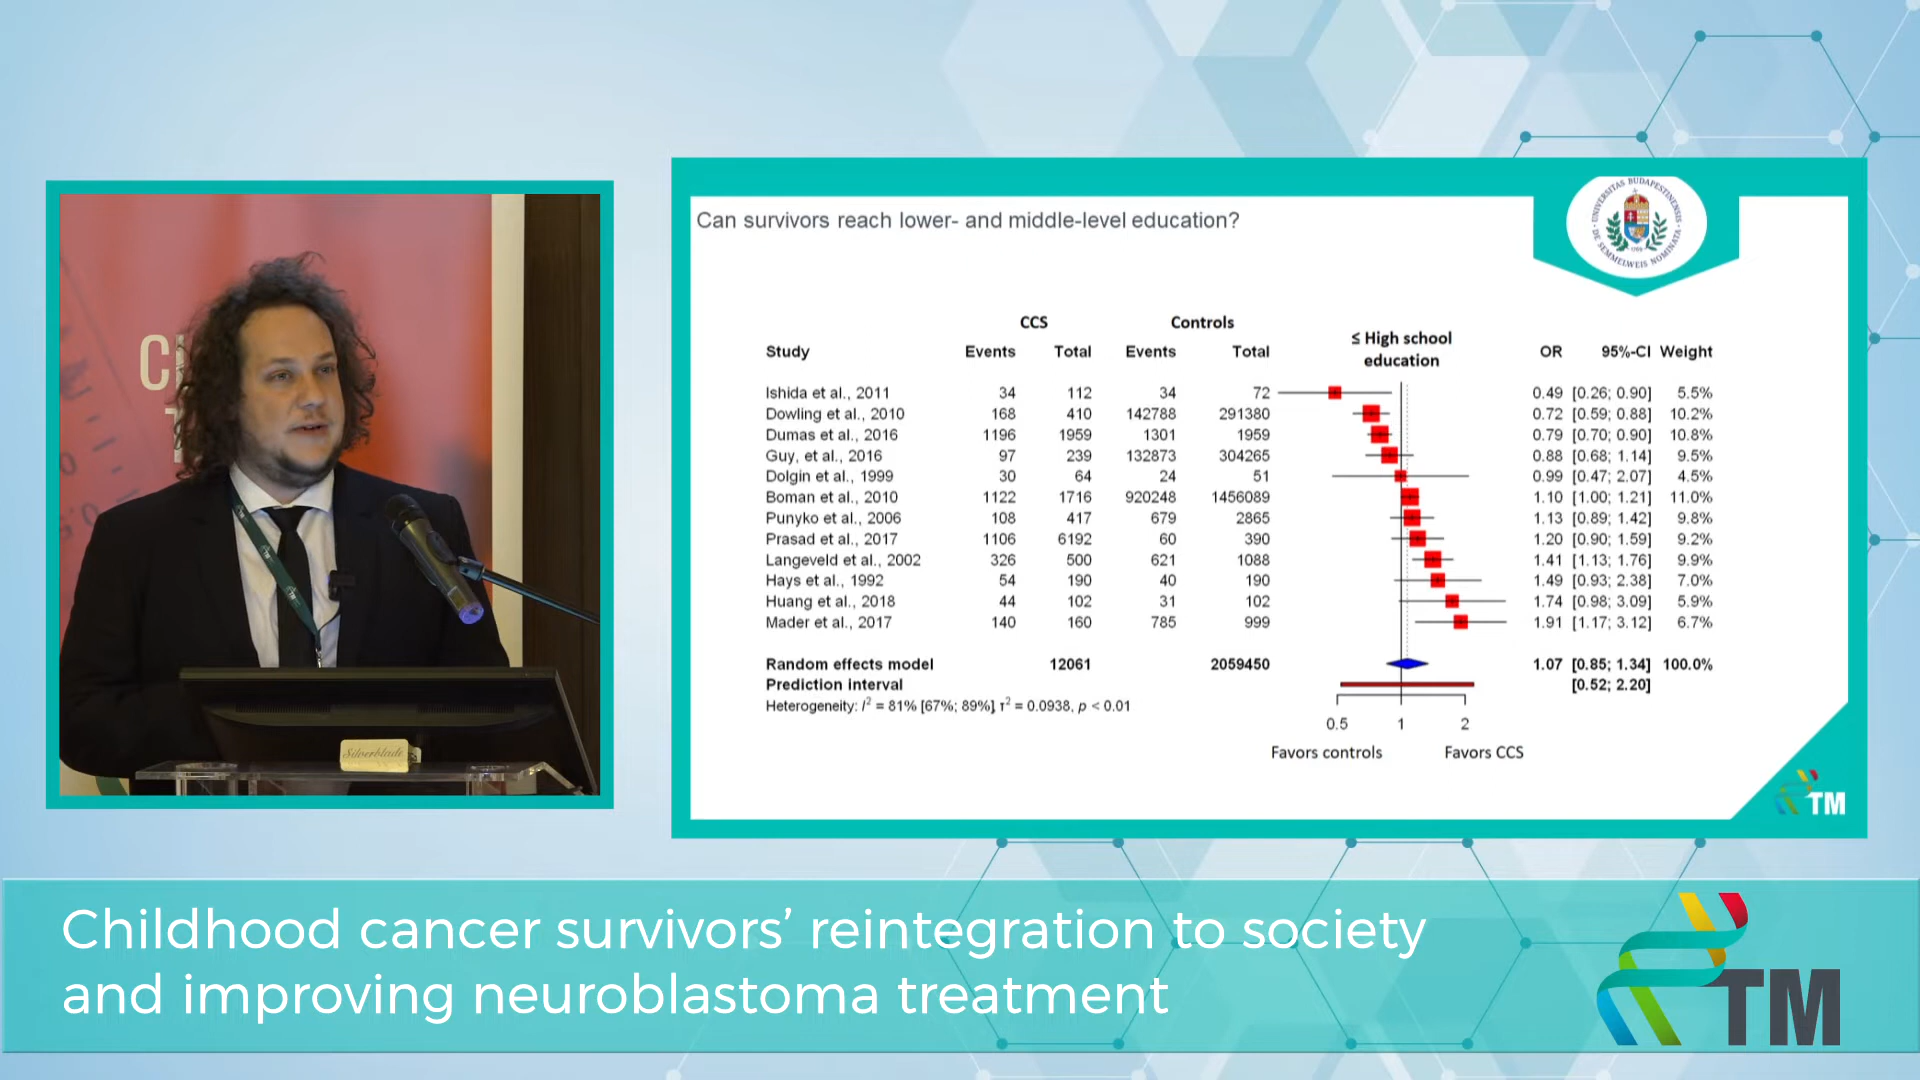 Can survivors reach lower- and middle-level education?
UNIVERSITAS BUDAPESTINENSIS
DE SEMMELWEIS NOMINATA
CCS Controls
≤ High school education
Study Events Total Events Total OR 95%-CI Weight
Ishida et al., 2011 34 112 34 72 0.49 [0.26; 0.90] 5.5%
Dowling et al., 2010 168 410 142788 291380 0.72 [0.59; 0.88] 10.2%
Dumas et al., 2016 1196 1959 1301 1959 0.79 [0.70; 0.90] 10.8%
Guy, et al., 2016 97 239 132873 304265 0.88 [0.68; 1.14] 9.5%
Dolgin et al., 1999 30 64 24 51 0.99 [0.47; 2.07] 4.5%
Boman et al., 2010 1122 1716 920248 1456089 1.10 [1.00; 1.21] 11.0%
Punyko et al., 2006 108 417 679 2865 1.13 [0.89; 1.42] 9.8%
Prasad et al., 2017 1106 6192 60 390 1.20 [0.90; 1.59] 9.2%
Langeveld et al., 2002 326 500 621 1088 1.41 [1.13; 1.76] 9.9%
Hays et al., 1992 54 190 40 190 1.49 [0.93; 2.38] 7.0%
Huang et al., 2018 44 102 31 102 1.74 [0.98; 3.09] 5.9%
Mader et al., 2017 140 160 785 999 1.91 [1.17; 3.12] 6.7%
Random effects model 12061 2059450 1.07 [0.85; 1.34] 100.0%
Prediction interval [0.52; 2.20]
Heterogeneity: I² = 81% [67%; 89%], τ² = 0.0938, p < 0.01
0.5 1 2
Favors controls Favors CCS
TM
Silverblade
Childhood cancer survivors’ reintegration to society
and improving neuroblastoma treatment
TM